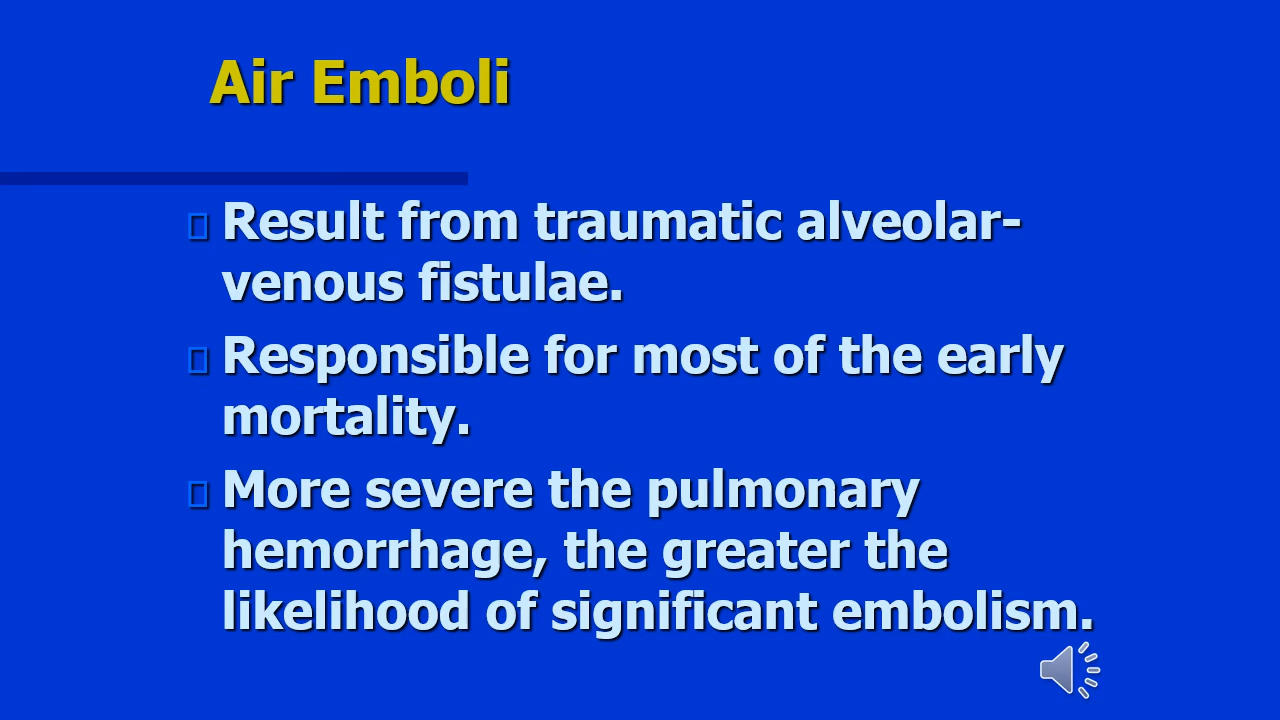 Air Emboli
Result from traumatic alveolar-
venous fistulae.
Responsible for most of the early
mortality.
More severe the pulmonary
hemorrhage, the greater the
likelihood of significant embolism.